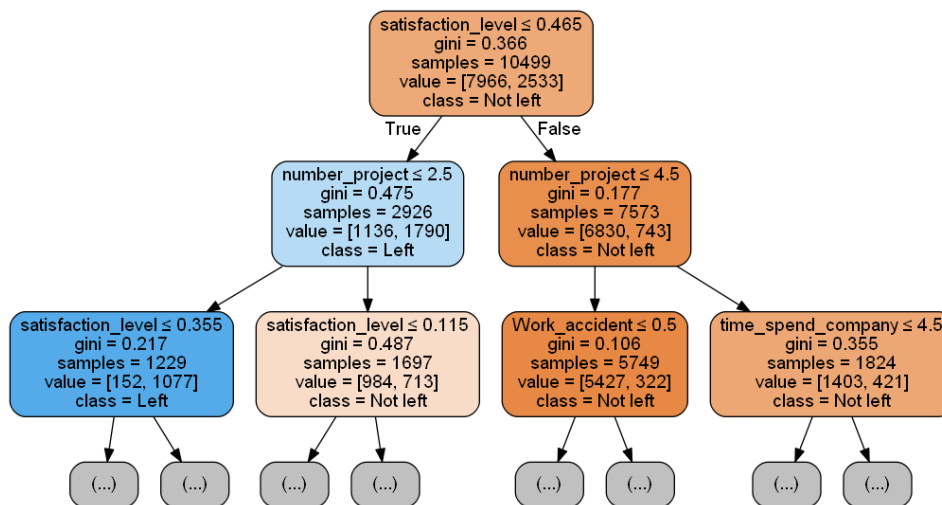 satisfaction_level ≤ 0.465
gini = 0.366
samples = 10499
value = [7966, 2533]
class = Not left
True
False
number_project ≤ 2.5
gini = 0.475
samples = 2926
value = [1136, 1790]
class = Left
number_project ≤ 4.5
gini = 0.177
samples = 7573
value = [6830, 743]
class = Not left
satisfaction_level ≤ 0.355
gini = 0.217
samples = 1229
value = [152, 1077]
class = Left
satisfaction_level ≤ 0.115
gini = 0.487
samples = 1697
value = [984, 713]
class = Not left
Work_accident ≤ 0.5
gini = 0.106
samples = 5749
value = [5427, 322]
class = Not left
time_spend_company ≤ 4.5
gini = 0.355
samples = 1824
value = [1403, 421]
class = Not left
(...)
(...)
(...)
(...)
(...)
(...)
(...)
(...)